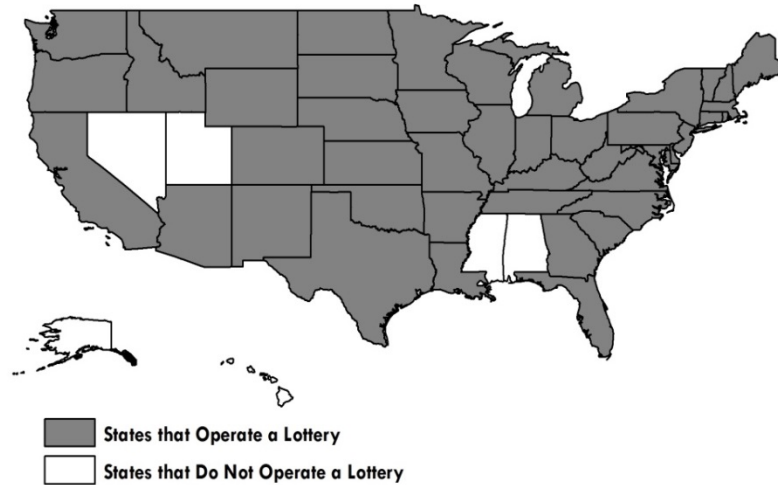 States that Operate a Lottery
States that Do Not Operate a Lottery